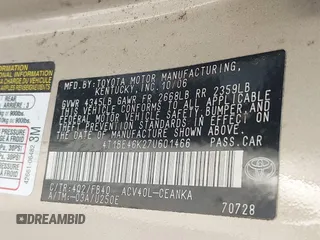 MFD. BY: TOYOTA MOTOR MANUFACTURING,
KENTUCKY, INC. 10/06
GVWR 4345LB GAWR FR 2668LB RR 2359LB
THIS VEHICLE CONFORMS TO ALL APPLICABLE
FEDERAL MOTOR VEHICLE SAFETY, BUMPER,
AND THEFT PREVENTION STANDARDS IN EFFECT
ON THE DATE OF MANUFACTURE SHOWN ABOVE.
4T1BE46K27U601466 PASS.CAR
C/TR:4Q2/FB40 ACV40L-CEANKA
A/TM:-03A/U250E
70728
3M